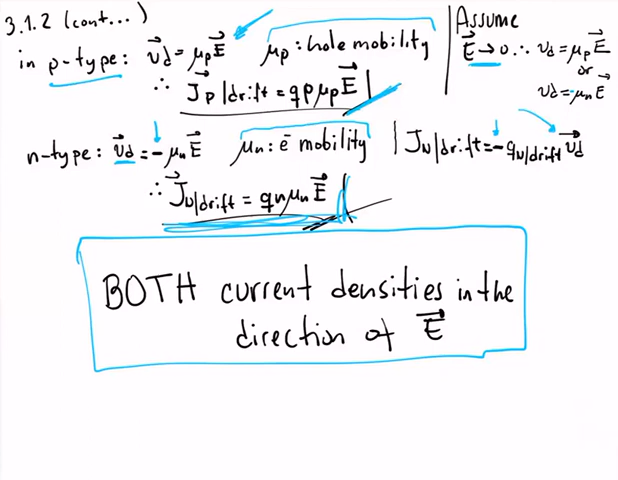 3.1.2 (cont...)
in p-type: v⃗d = μpE⃗
μp: hole mobility
∴ J⃗p|drift = qpμpE⃗
Assume
E⃗→0 ∴ vd = μpE⃗
or
vd = -μnE⃗
n-type: v⃗d = -μnE⃗
μn: e⁻ mobility
JN|drift = -qN|drift v⃗d
∴ J⃗N|drift = qnμnE⃗
BOTH current densities in the
direction of E⃗